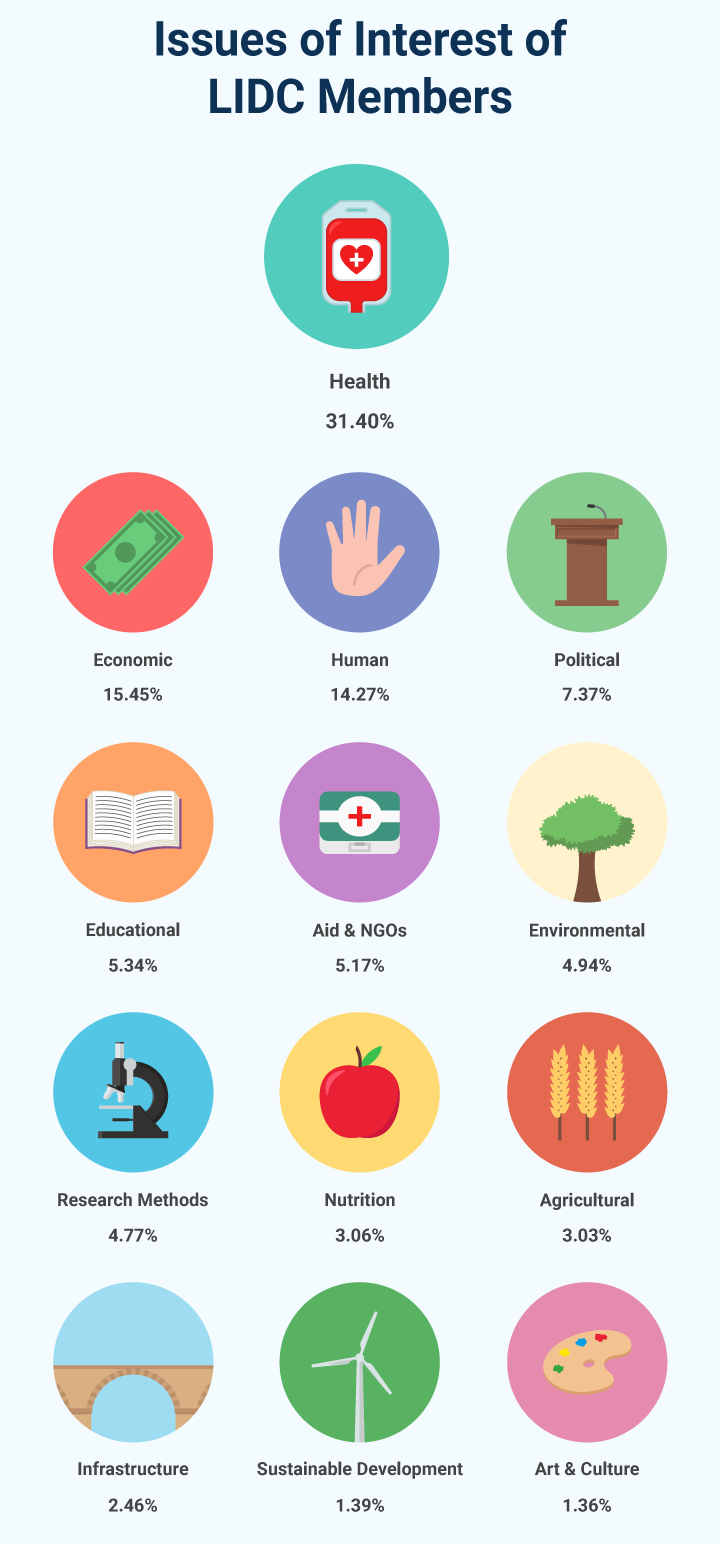 Issues of Interest of
LIDC Members
Health
31.40%
Economic
15.45%
Human
14.27%
Political
7.37%
Educational
5.34%
Aid & NGOs
5.17%
Environmental
4.94%
Research Methods
4.77%
Nutrition
3.06%
Agricultural
3.03%
Infrastructure
2.46%
Sustainable Development
1.39%
Art & Culture
1.36%